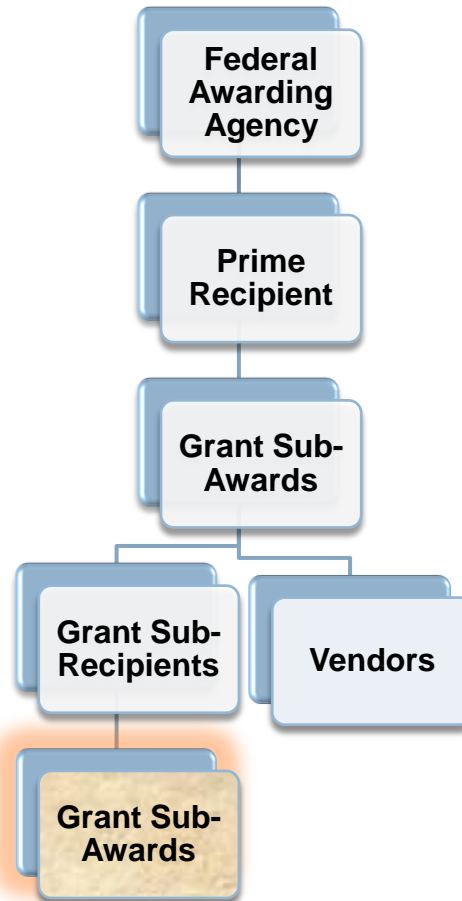 Federal
Awarding
Agency
Prime
Recipient
Grant Sub-
Awards
Grant Sub-
Recipients
Vendors
Grant Sub-
Awards